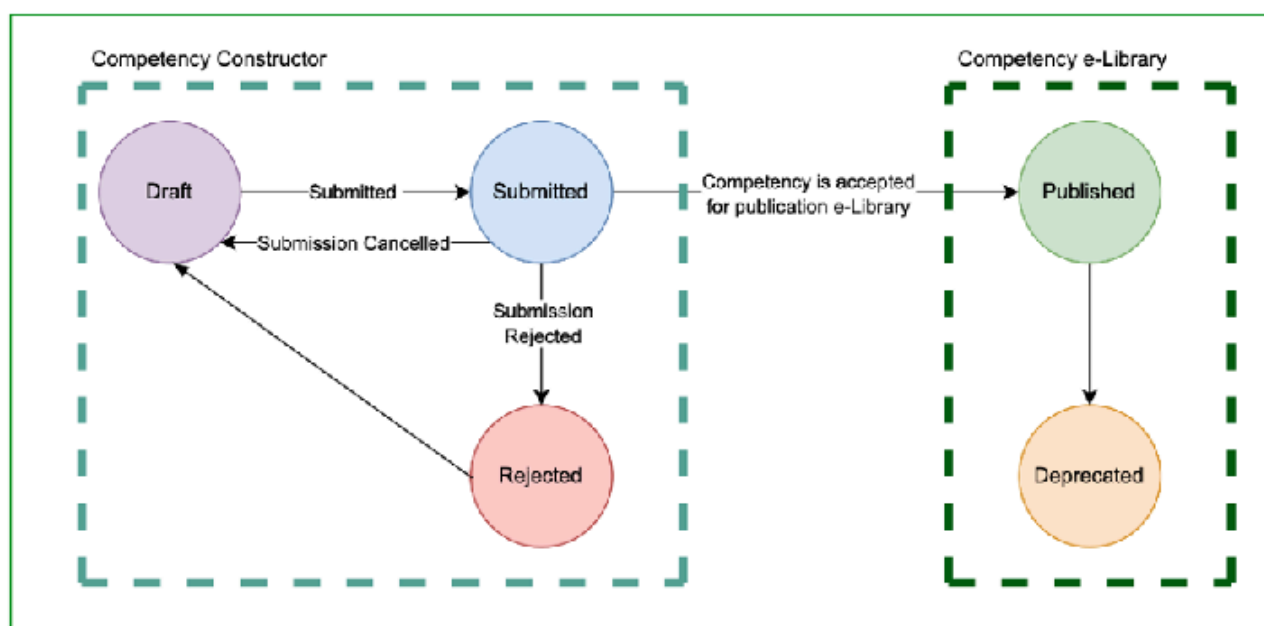 Competency Constructor
Competency e-Library
Draft
Submitted
Submitted
Competency is accepted
for publication e-Library
Published
Submission Cancelled
Submission
Rejected
Rejected
Deprecated